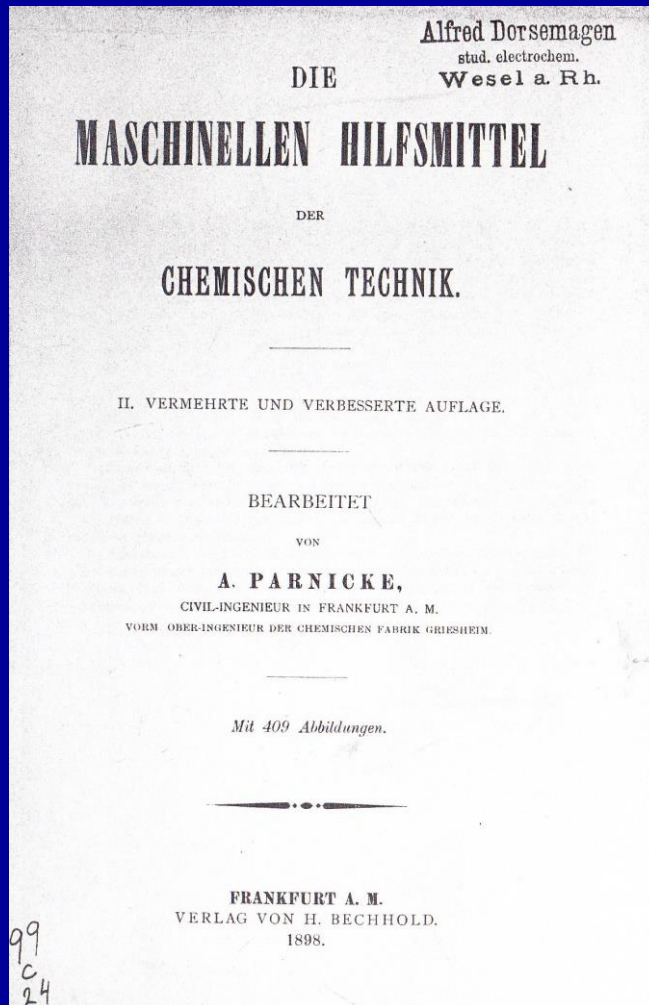 Alfred Dorsemagen
stud. electrochem.
Wesel a. Rh.
DIE
MASCHINELLEN HILFSMITTEL
DER
CHEMISCHEN TECHNIK.
II. VERMEHRTE UND VERBESSERTE AUFLAGE.
BEARBEITET
VON
A. PARNICKE,
CIVIL-INGENIEUR IN FRANKFURT A. M.
VORM. OBER-INGENIEUR DER CHEMISCHEN FABRIK GRIESHEIM.
Mit 409 Abbildungen.
FRANKFURT A. M.
VERLAG VON H. BECHHOLD.
1898.
99
C
24